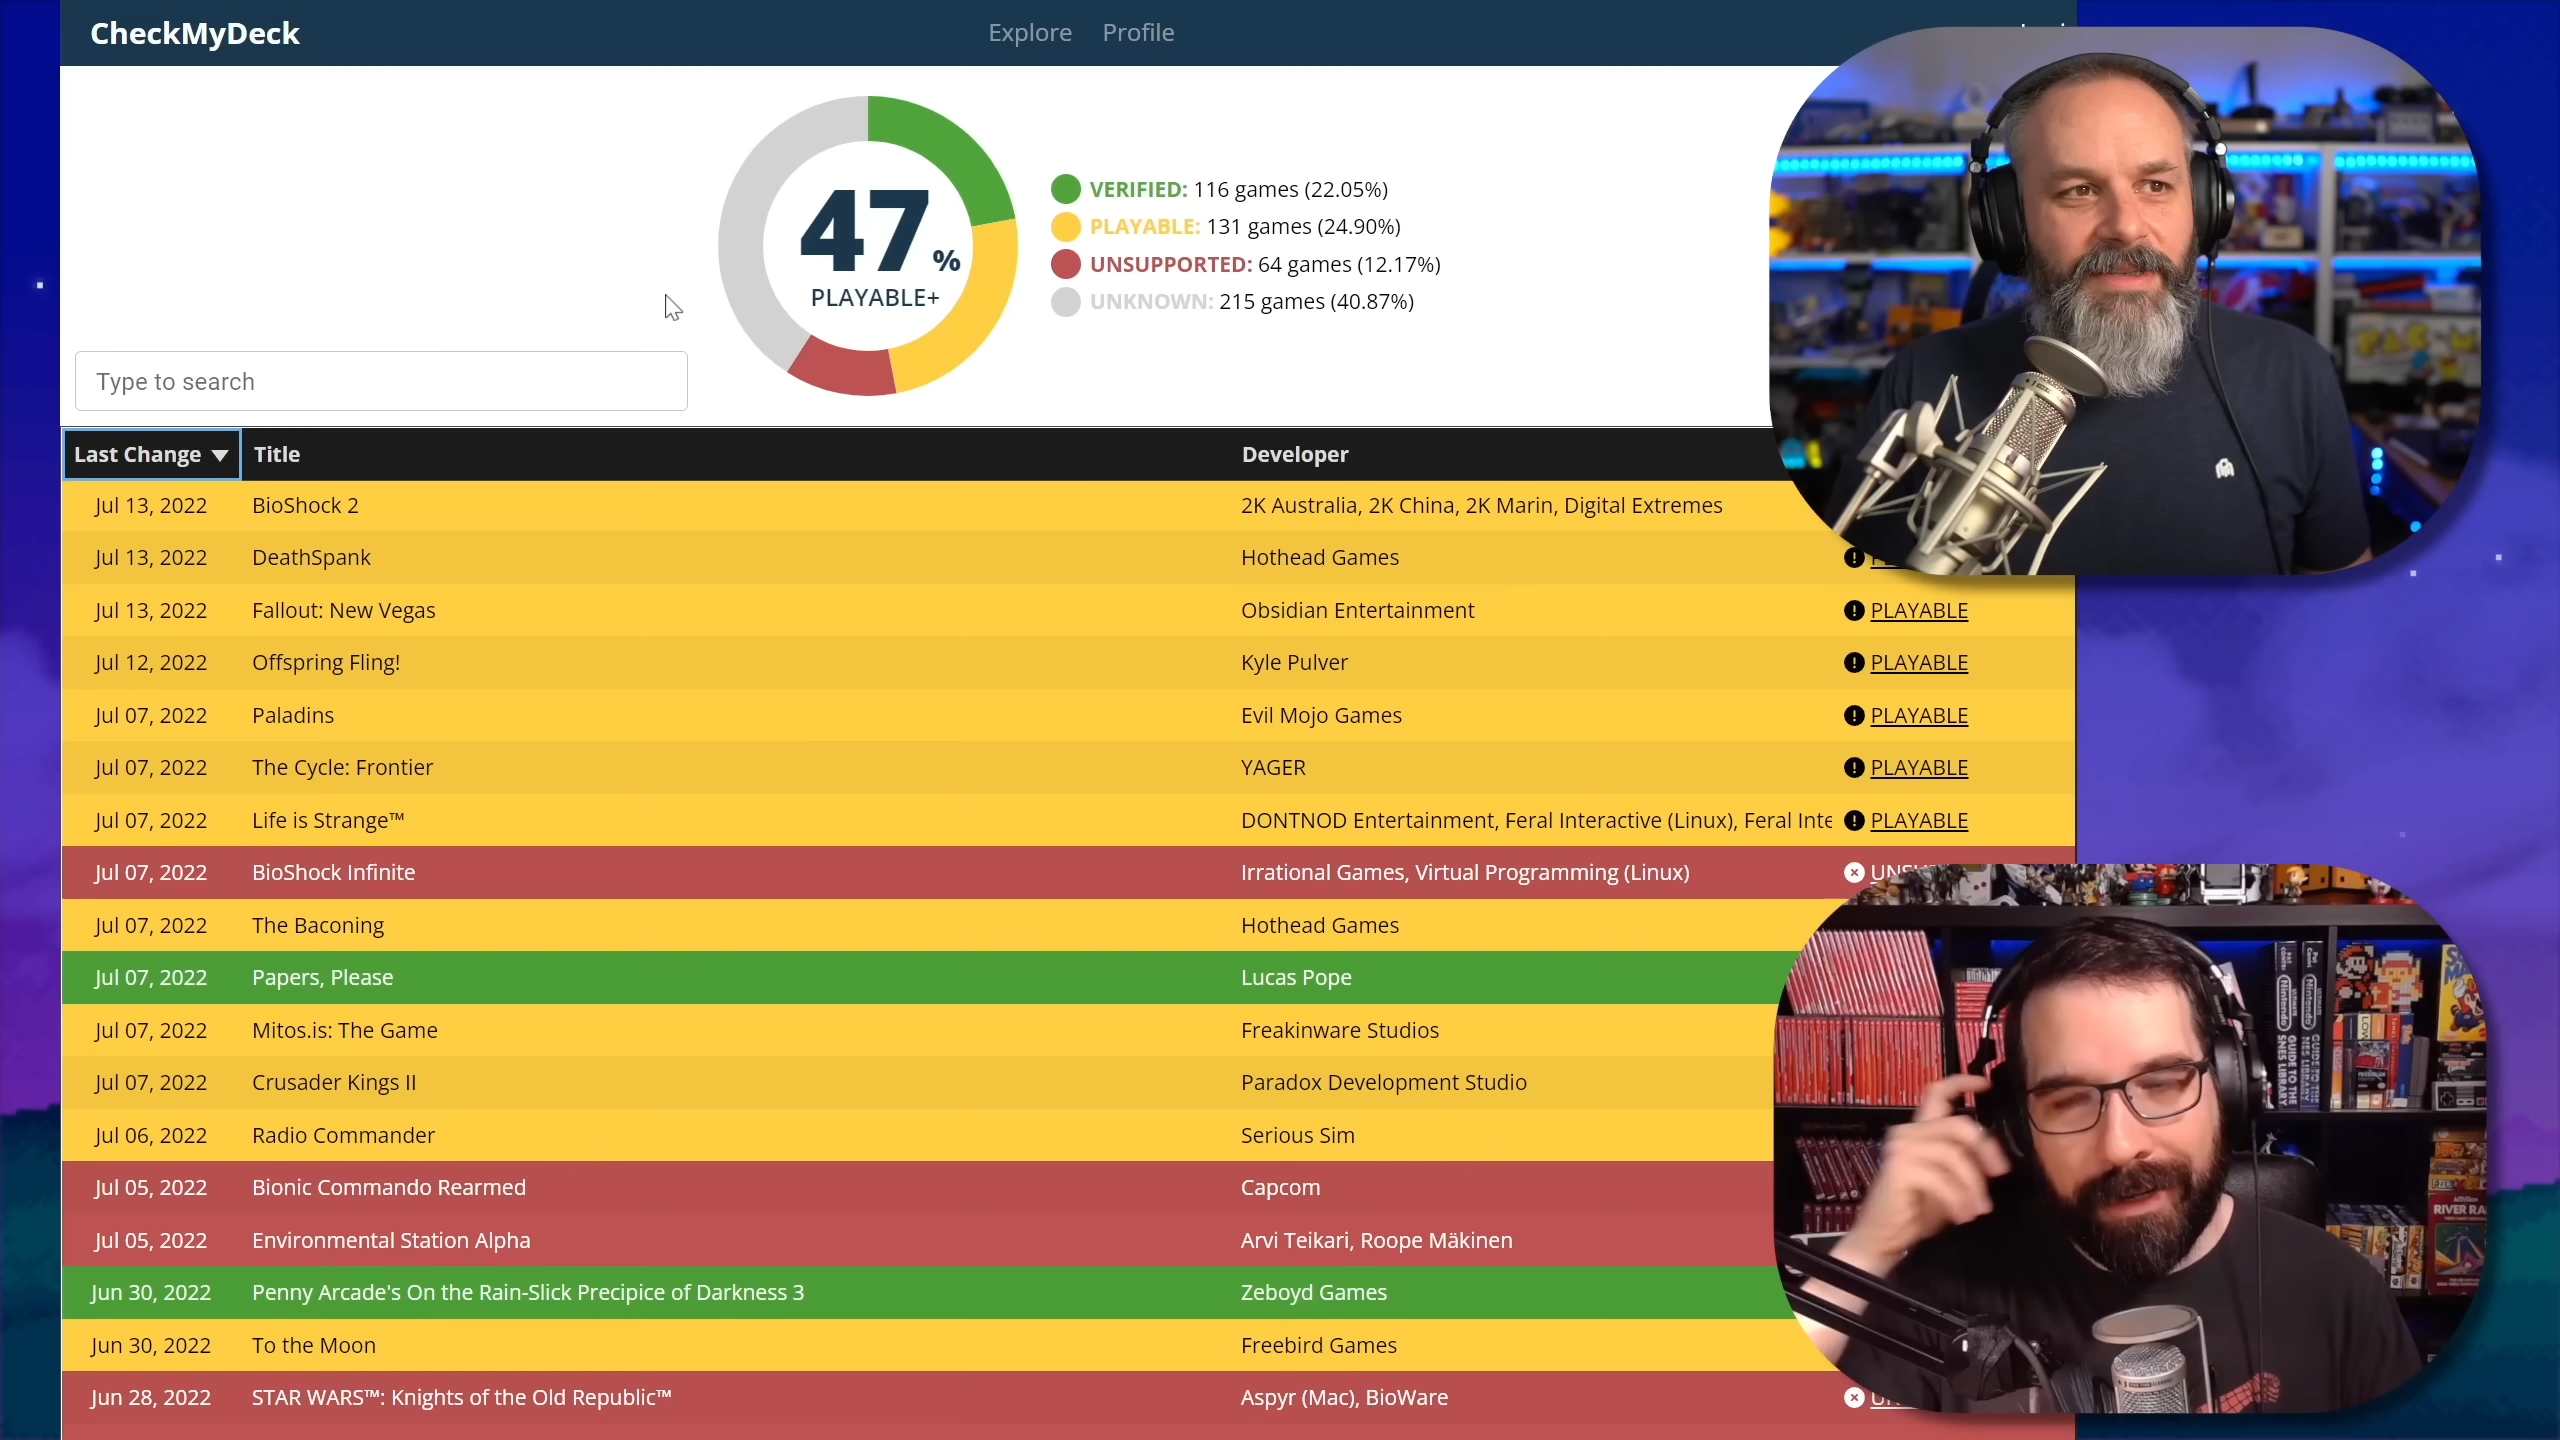 CheckMyDeck
Explore Profile
47%
PLAYABLE+
VERIFIED: 116 games (22.05%)
PLAYABLE: 131 games (24.90%)
UNSUPPORTED: 64 games (12.17%)
UNKNOWN: 215 games (40.87%)
Type to search
Last Change Title Developer
Jul 13, 2022 BioShock 2 2K Australia, 2K China, 2K Marin, Digital Extremes
Jul 13, 2022 DeathSpank Hothead Games
Jul 13, 2022 Fallout: New Vegas Obsidian Entertainment PLAYABLE
Jul 12, 2022 Offspring Fling! Kyle Pulver PLAYABLE
Jul 07, 2022 Paladins Evil Mojo Games PLAYABLE
Jul 07, 2022 The Cycle: Frontier YAGER PLAYABLE
Jul 07, 2022 Life is Strange™ DONTNOD Entertainment, Feral Interactive (Linux), Feral Inte PLAYABLE
Jul 07, 2022 BioShock Infinite Irrational Games, Virtual Programming (Linux)
Jul 07, 2022 The Baconing Hothead Games
Jul 07, 2022 Papers, Please Lucas Pope
Jul 07, 2022 Mitos.is: The Game Freakinware Studios
Jul 07, 2022 Crusader Kings II Paradox Development Studio
Jul 06, 2022 Radio Commander Serious Sim
Jul 05, 2022 Bionic Commando Rearmed Capcom
Jul 05, 2022 Environmental Station Alpha Arvi Teikari, Roope Mäkinen
Jun 30, 2022 Penny Arcade's On the Rain-Slick Precipice of Darkness 3 Zeboyd Games
Jun 30, 2022 To the Moon Freebird Games
Jun 28, 2022 STAR WARS™: Knights of the Old Republic™ Aspyr (Mac), BioWare